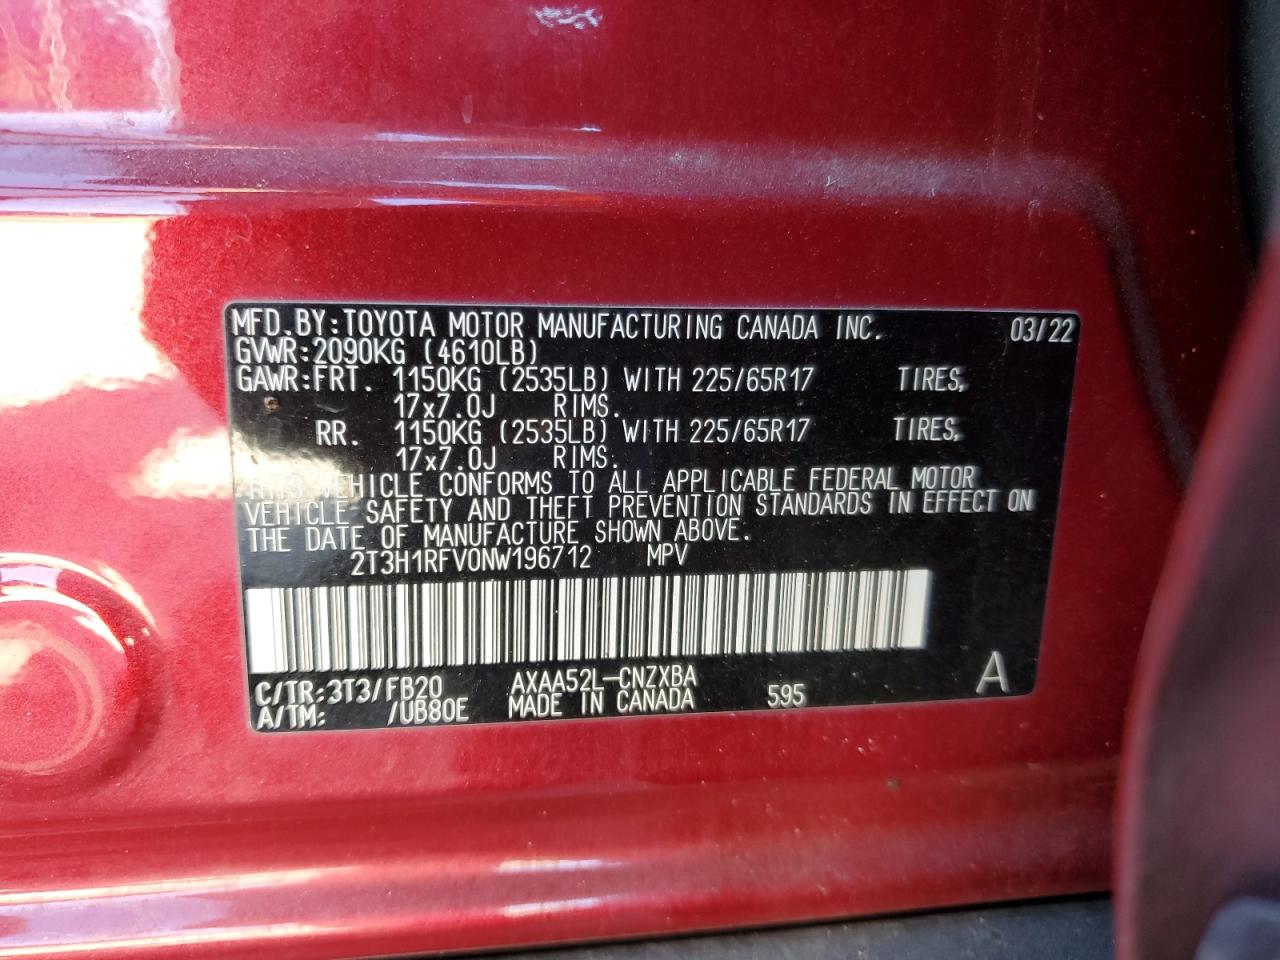 MFD.BY:TOYOTA MOTOR MANUFACTURING CANADA INC. 03/22
GVWR:2090KG (4610LB)
GAWR:FRT. 1150KG (2535LB) WITH 225/65R17 TIRES,
17x7.0J RIMS.
RR. 1150KG (2535LB) WITH 225/65R17 TIRES,
17x7.0J RIMS.
THIS VEHICLE CONFORMS TO ALL APPLICABLE FEDERAL MOTOR
VEHICLE SAFETY AND THEFT PREVENTION STANDARDS IN EFFECT ON
THE DATE OF MANUFACTURE SHOWN ABOVE.
2T3H1RFV0NW196712 MPV
C/TR:3T3/FB20 AXAA52L-CNZXBA
A/TM: /UB80E MADE IN CANADA 595 A